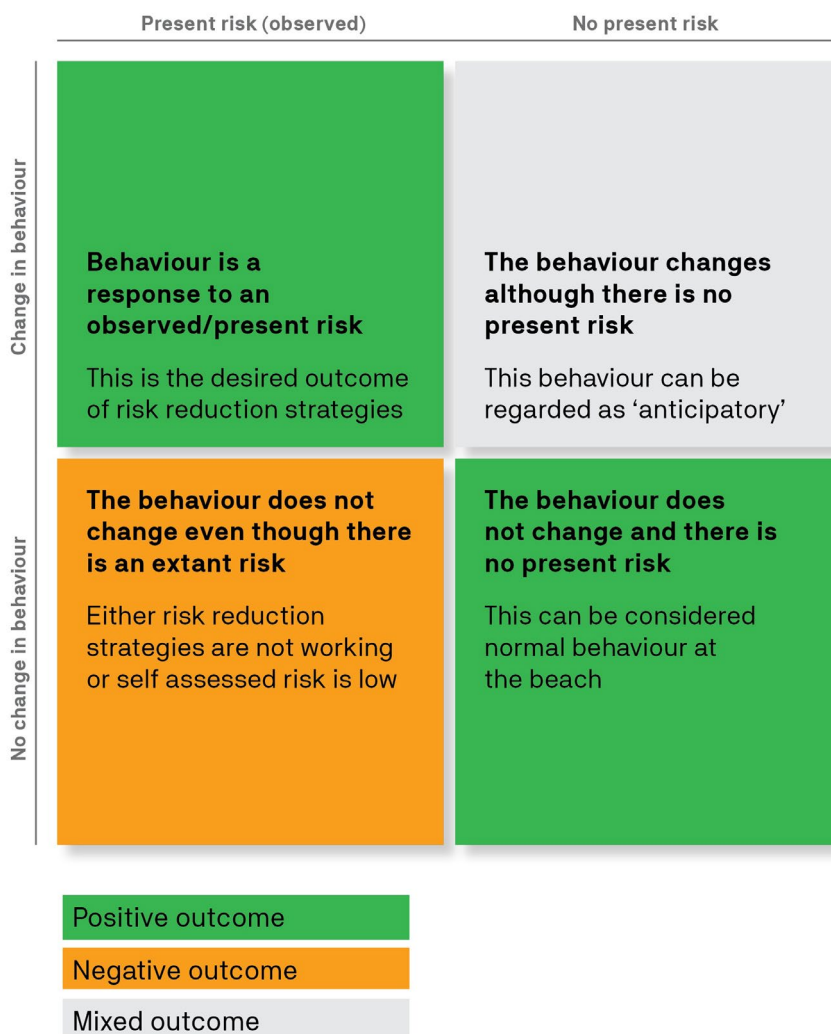 Present risk (observed)
No present risk
Change in behaviour
Behaviour is a
response to an
observed/present risk
This is the desired outcome
of risk reduction strategies
The behaviour changes
although there is no
present risk
This behaviour can be
regarded as ‘anticipatory’
No change in behaviour
The behaviour does not
change even though there
is an extant risk
Either risk reduction
strategies are not working
or self assessed risk is low
The behaviour does
not change and there is
no present risk
This can be considered
normal behaviour at
the beach
Positive outcome
Negative outcome
Mixed outcome